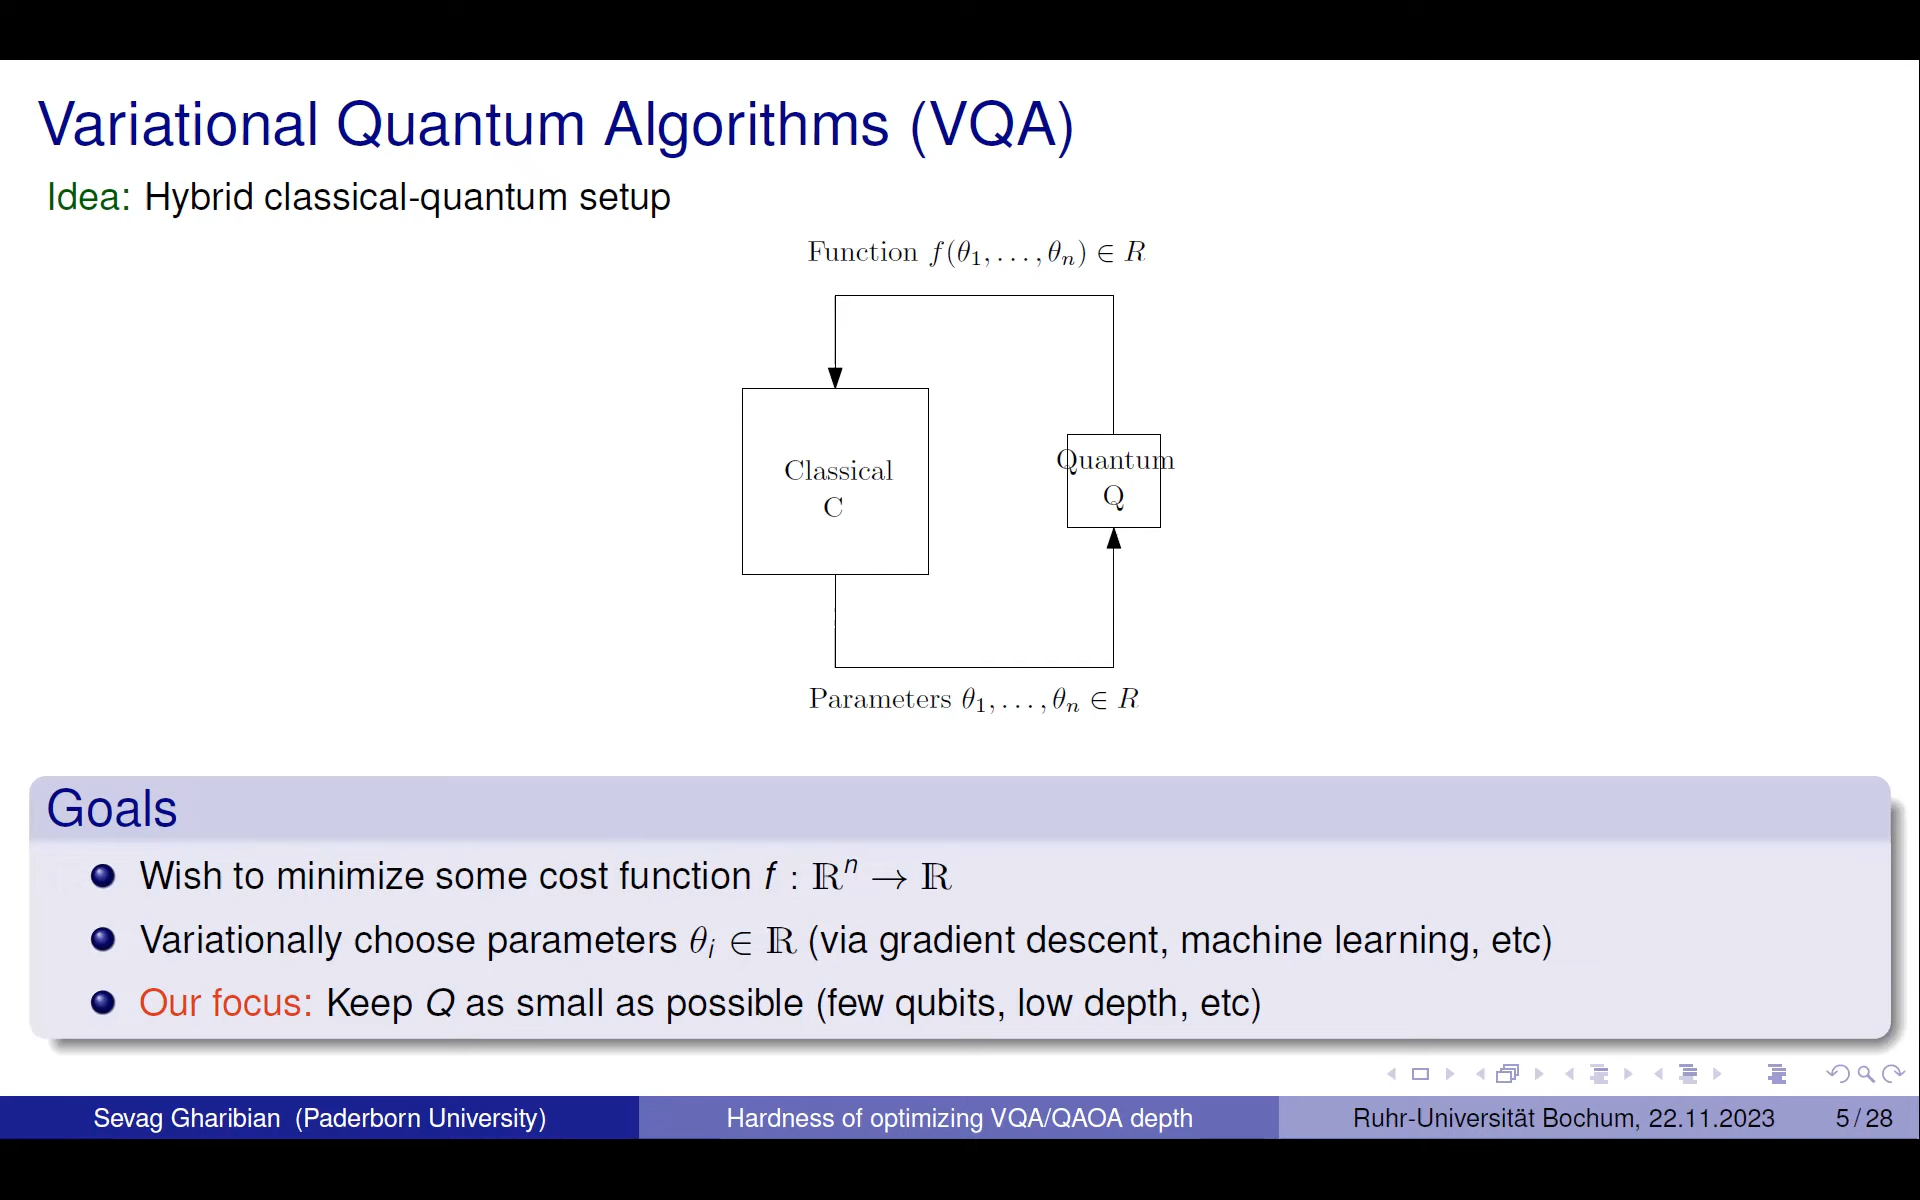 Variational Quantum Algorithms (VQA)
Idea: Hybrid classical-quantum setup
Function f(θ₁, . . . , θₙ) ∈ R
Classical
C
Quantum
Q
Parameters θ₁, . . . , θₙ ∈ R
Goals
Wish to minimize some cost function f : ℝⁿ → ℝ
Variationally choose parameters θᵢ ∈ ℝ (via gradient descent, machine learning, etc)
Our focus: Keep Q as small as possible (few qubits, low depth, etc)
Sevag Gharibian (Paderborn University) Hardness of optimizing VQA/QAOA depth Ruhr-Universität Bochum, 22.11.2023 5 / 28